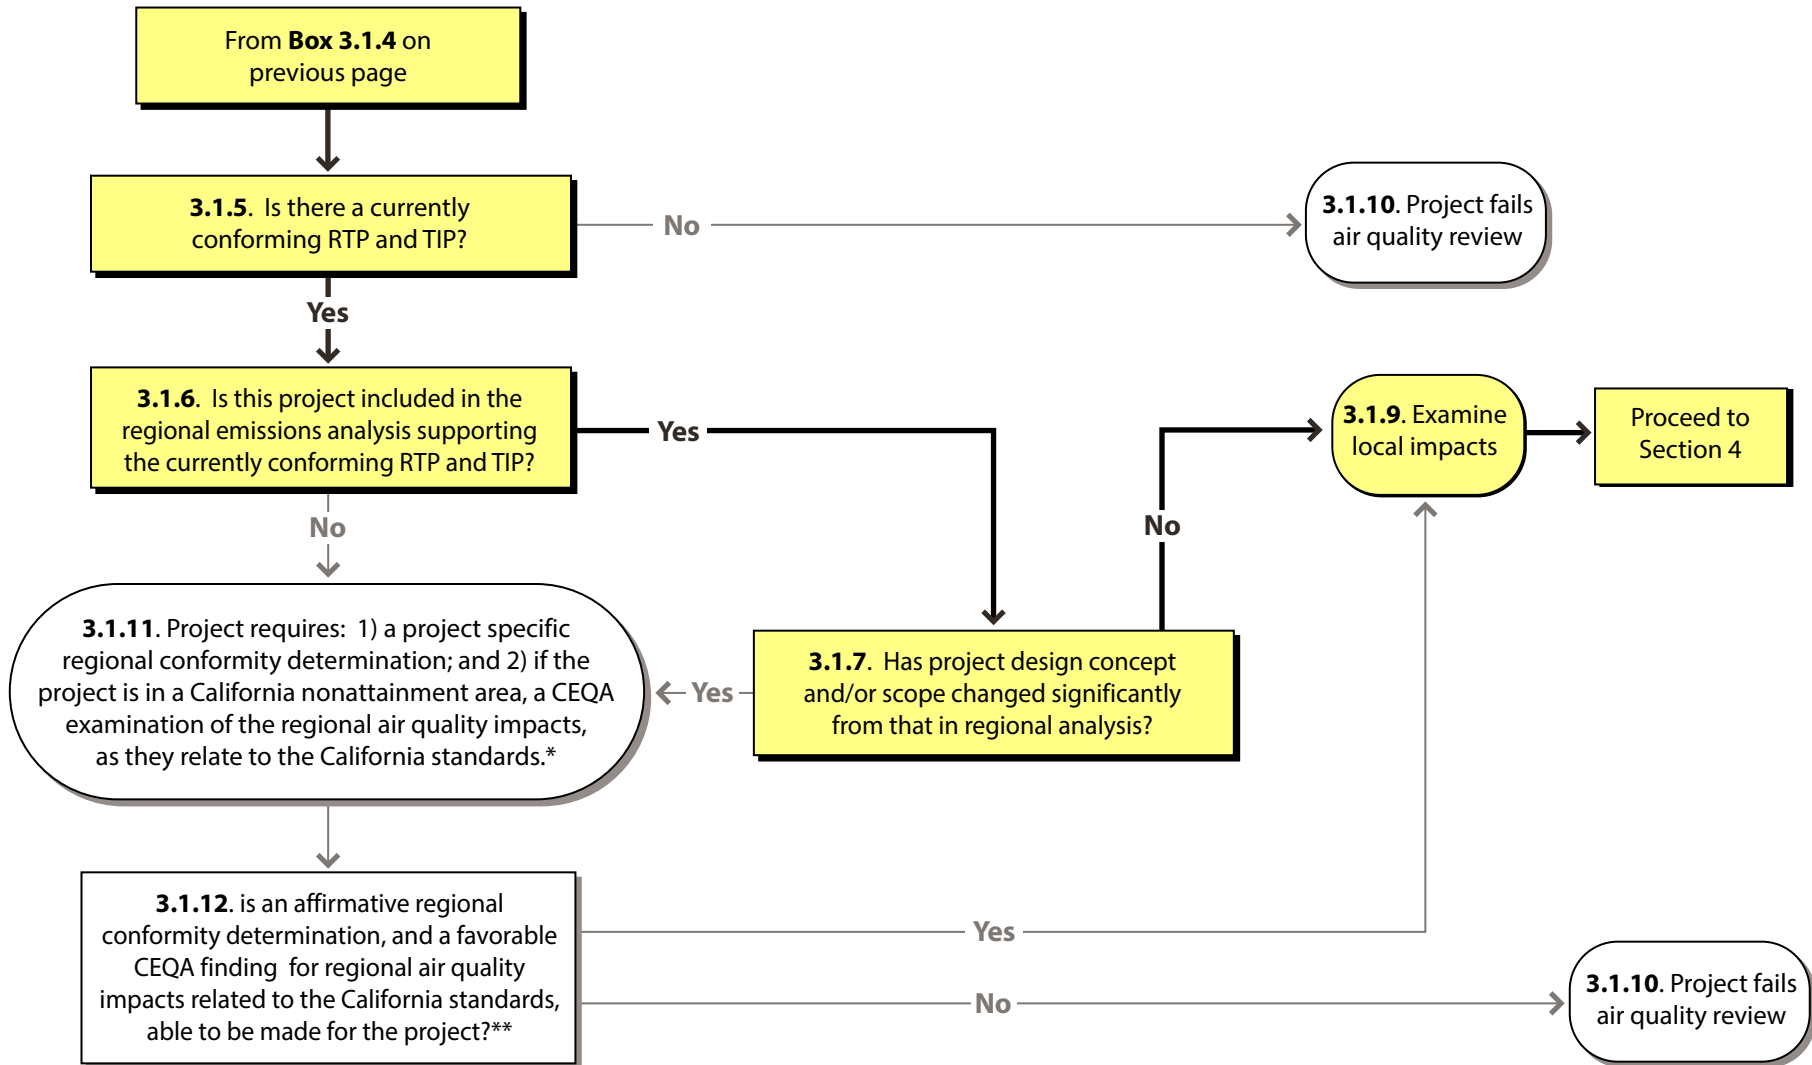 From Box 3.1.4 on
previous page
3.1.5. Is there a currently
conforming RTP and TIP?
No
3.1.10. Project fails
air quality review
Yes
3.1.6. Is this project included in the
regional emissions analysis supporting
the currently conforming RTP and TIP?
Yes
3.1.9. Examine
local impacts
Proceed to
Section 4
No
No
3.1.11. Project requires: 1) a project specific
regional conformity determination; and 2) if the
project is in a California nonattainment area, a CEQA
examination of the regional air quality impacts,
as they relate to the California standards.*
Yes
3.1.7. Has project design concept
and/or scope changed significantly
from that in regional analysis?
3.1.12. is an affirmative regional
conformity determination, and a favorable
CEQA finding for regional air quality
impacts related to the California standards,
able to be made for the project?**
Yes
No
3.1.10. Project fails
air quality review